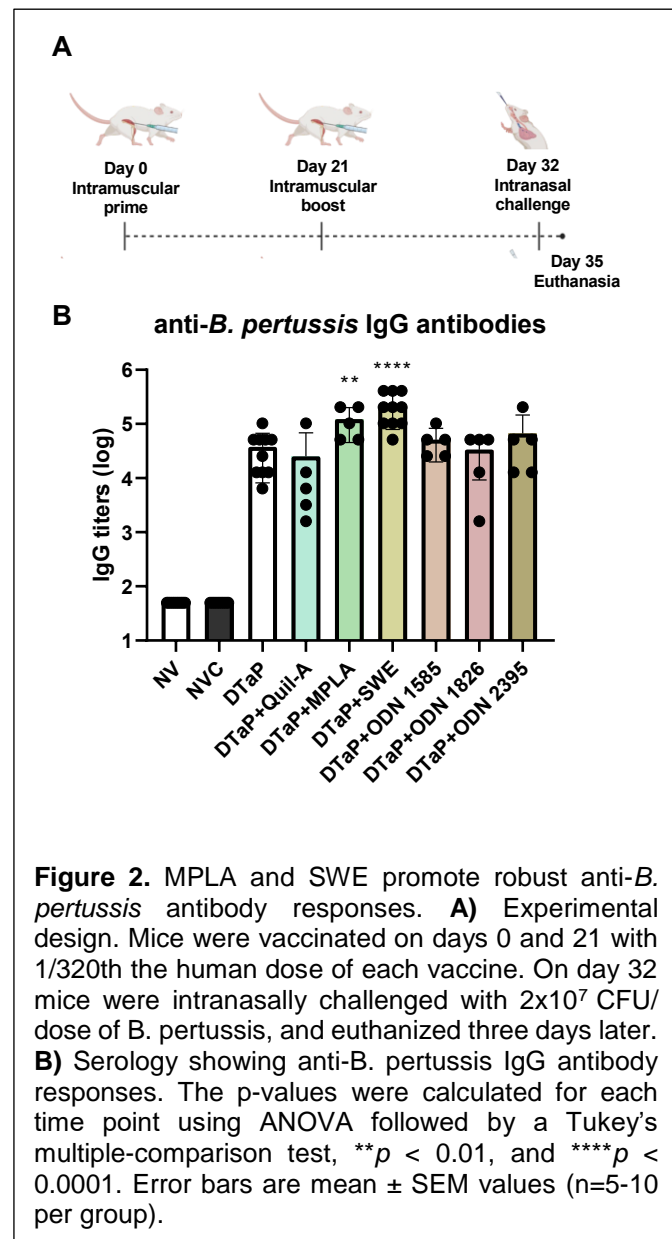 A
Day 0
Intramuscular
prime
Day 21
Intramuscular
boost
Day 32
Intranasal
challenge
Day 35
Euthanasia
B
anti-B. pertussis IgG antibodies
IgG titers (log)
6
5
4
3
2
1
**
****
NV
NVC
DTaP
DTaP+Quil-A
DTaP+MPLA
DTaP+SWE
DTaP+ODN 1585
DTaP+ODN 1826
DTaP+ODN 2395
Figure 2. MPLA and SWE promote robust anti-B.
pertussis antibody responses. A) Experimental
design. Mice were vaccinated on days 0 and 21 with
1/320th the human dose of each vaccine. On day 32
mice were intranasally challenged with 2x10⁷ CFU/
dose of B. pertussis, and euthanized three days later.
B) Serology showing anti-B. pertussis IgG antibody
responses. The p-values were calculated for each
time point using ANOVA followed by a Tukey's
multiple-comparison test, **p < 0.01, and ****p <
0.0001. Error bars are mean ± SEM values (n=5-10
per group).